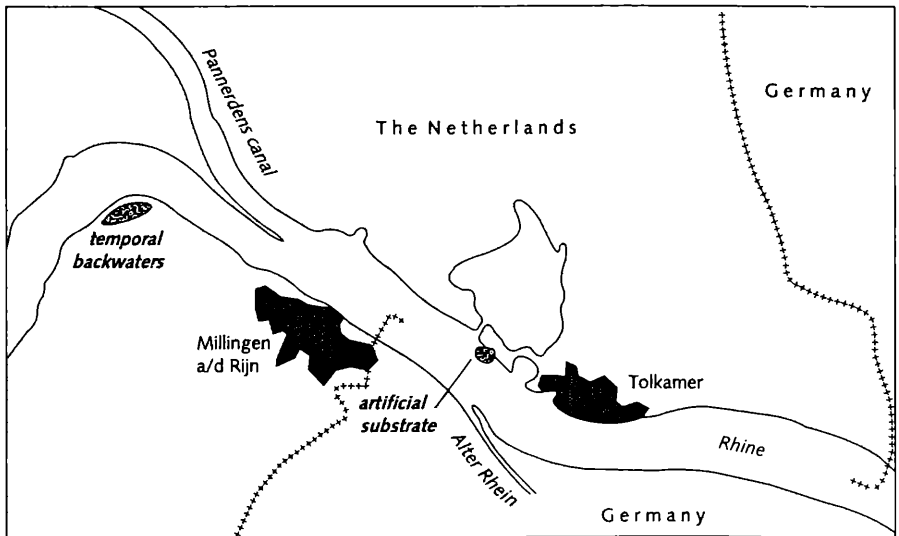 Pannerdens canal
Germany
The Netherlands
temporal
backwaters
Millingen
a/d Rijn
artificial
substrate
Tolkamer
Alter Rhein
Rhine
Germany